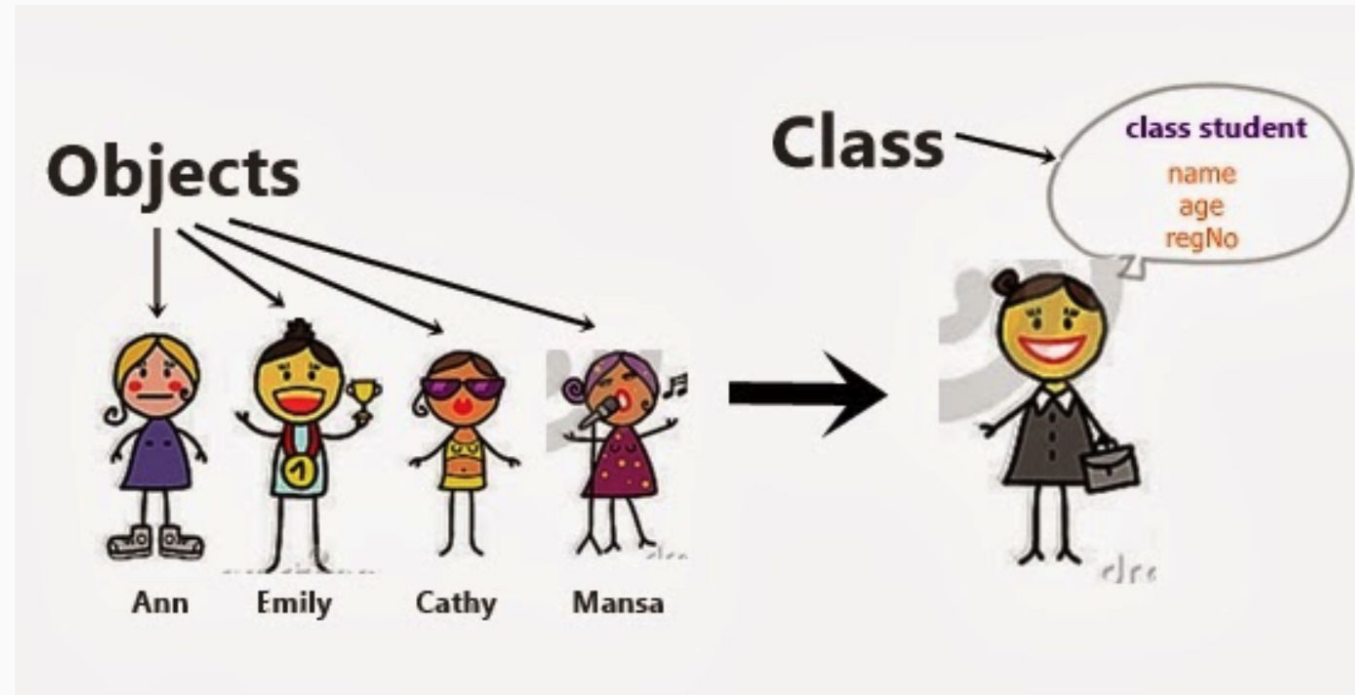 Objects
Class
class student
name
age
regNo
Ann
Emily
Cathy
Mansa